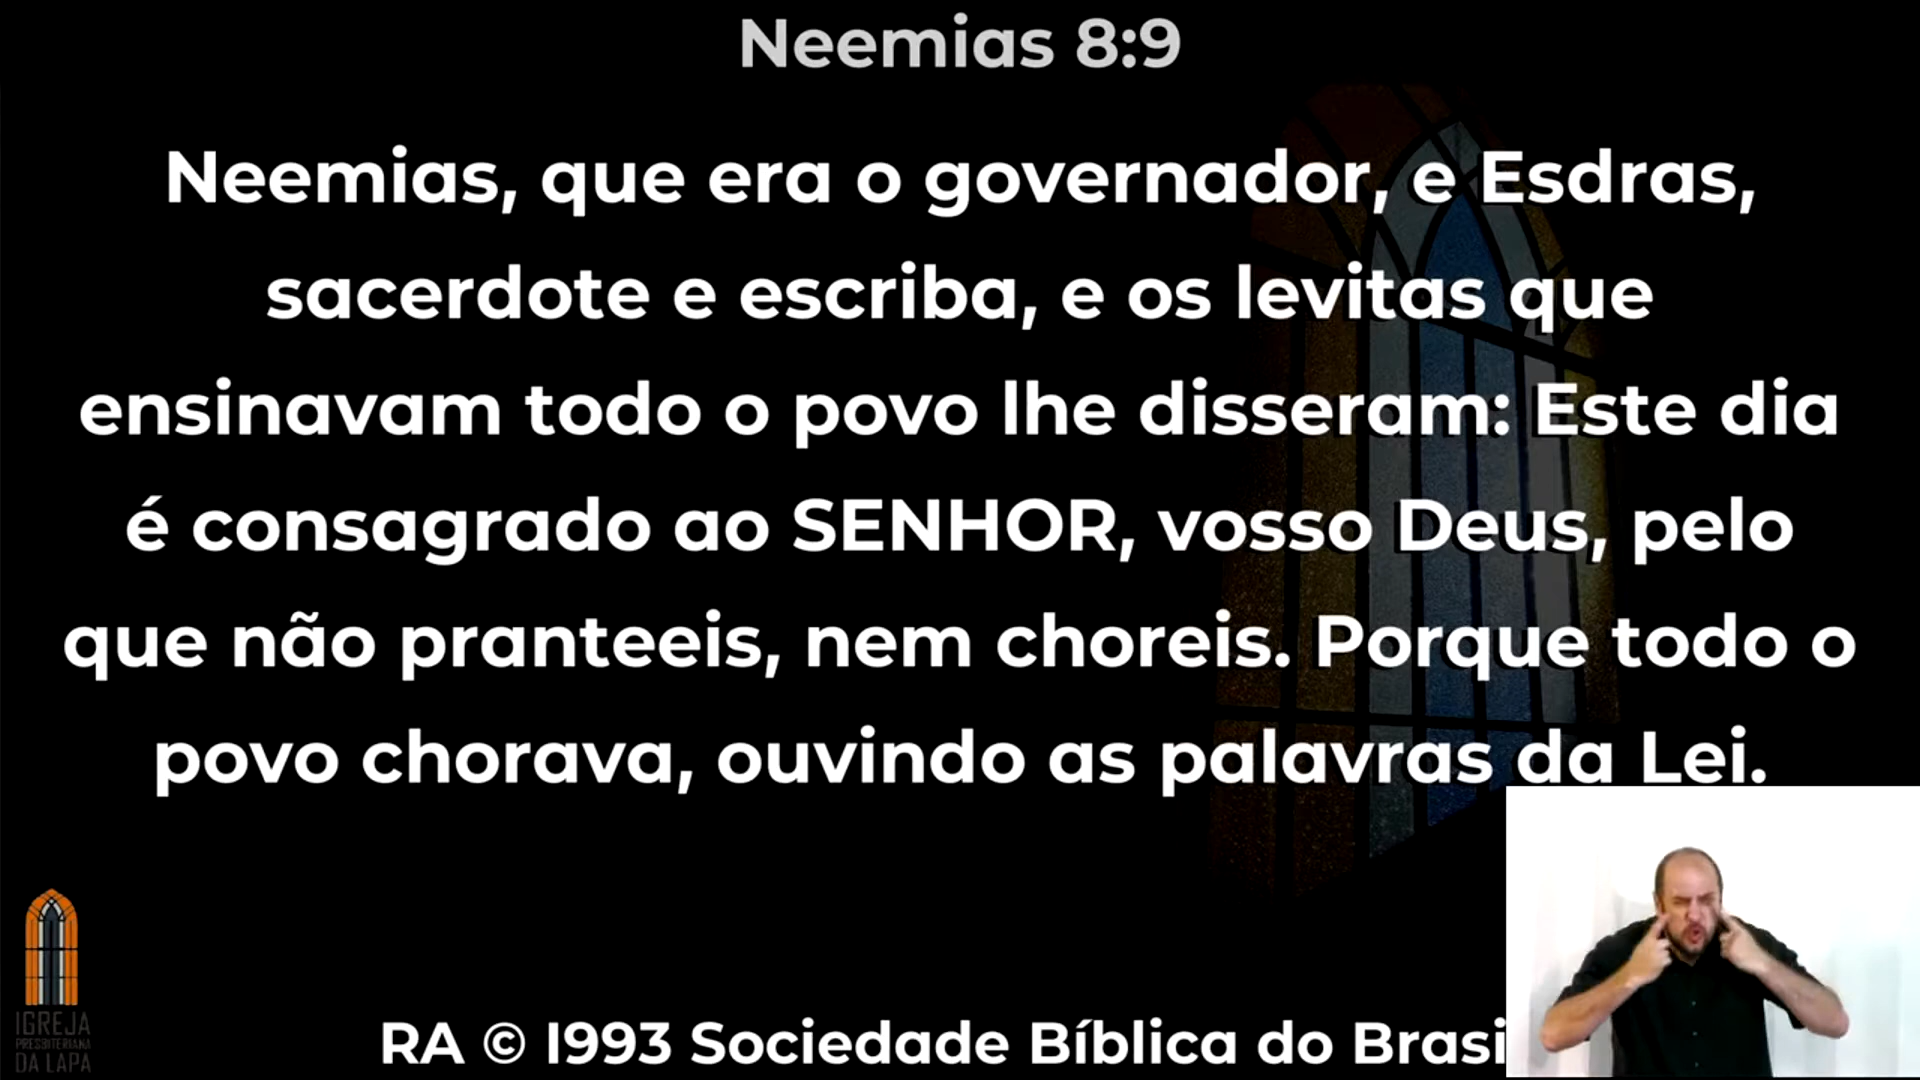 Neemias 8:9
Neemias, que era o governador, e Esdras,
sacerdote e escriba, e os levitas que
ensinavam todo o povo lhe disseram: Este dia
é consagrado ao SENHOR, vosso Deus, pelo
que não pranteeis, nem choreis. Porque todo o
povo chorava, ouvindo as palavras da Lei.
IGREJA
PRESBITERIANA
DA LAPA
RA © 1993 Sociedade Bíblica do Brasi